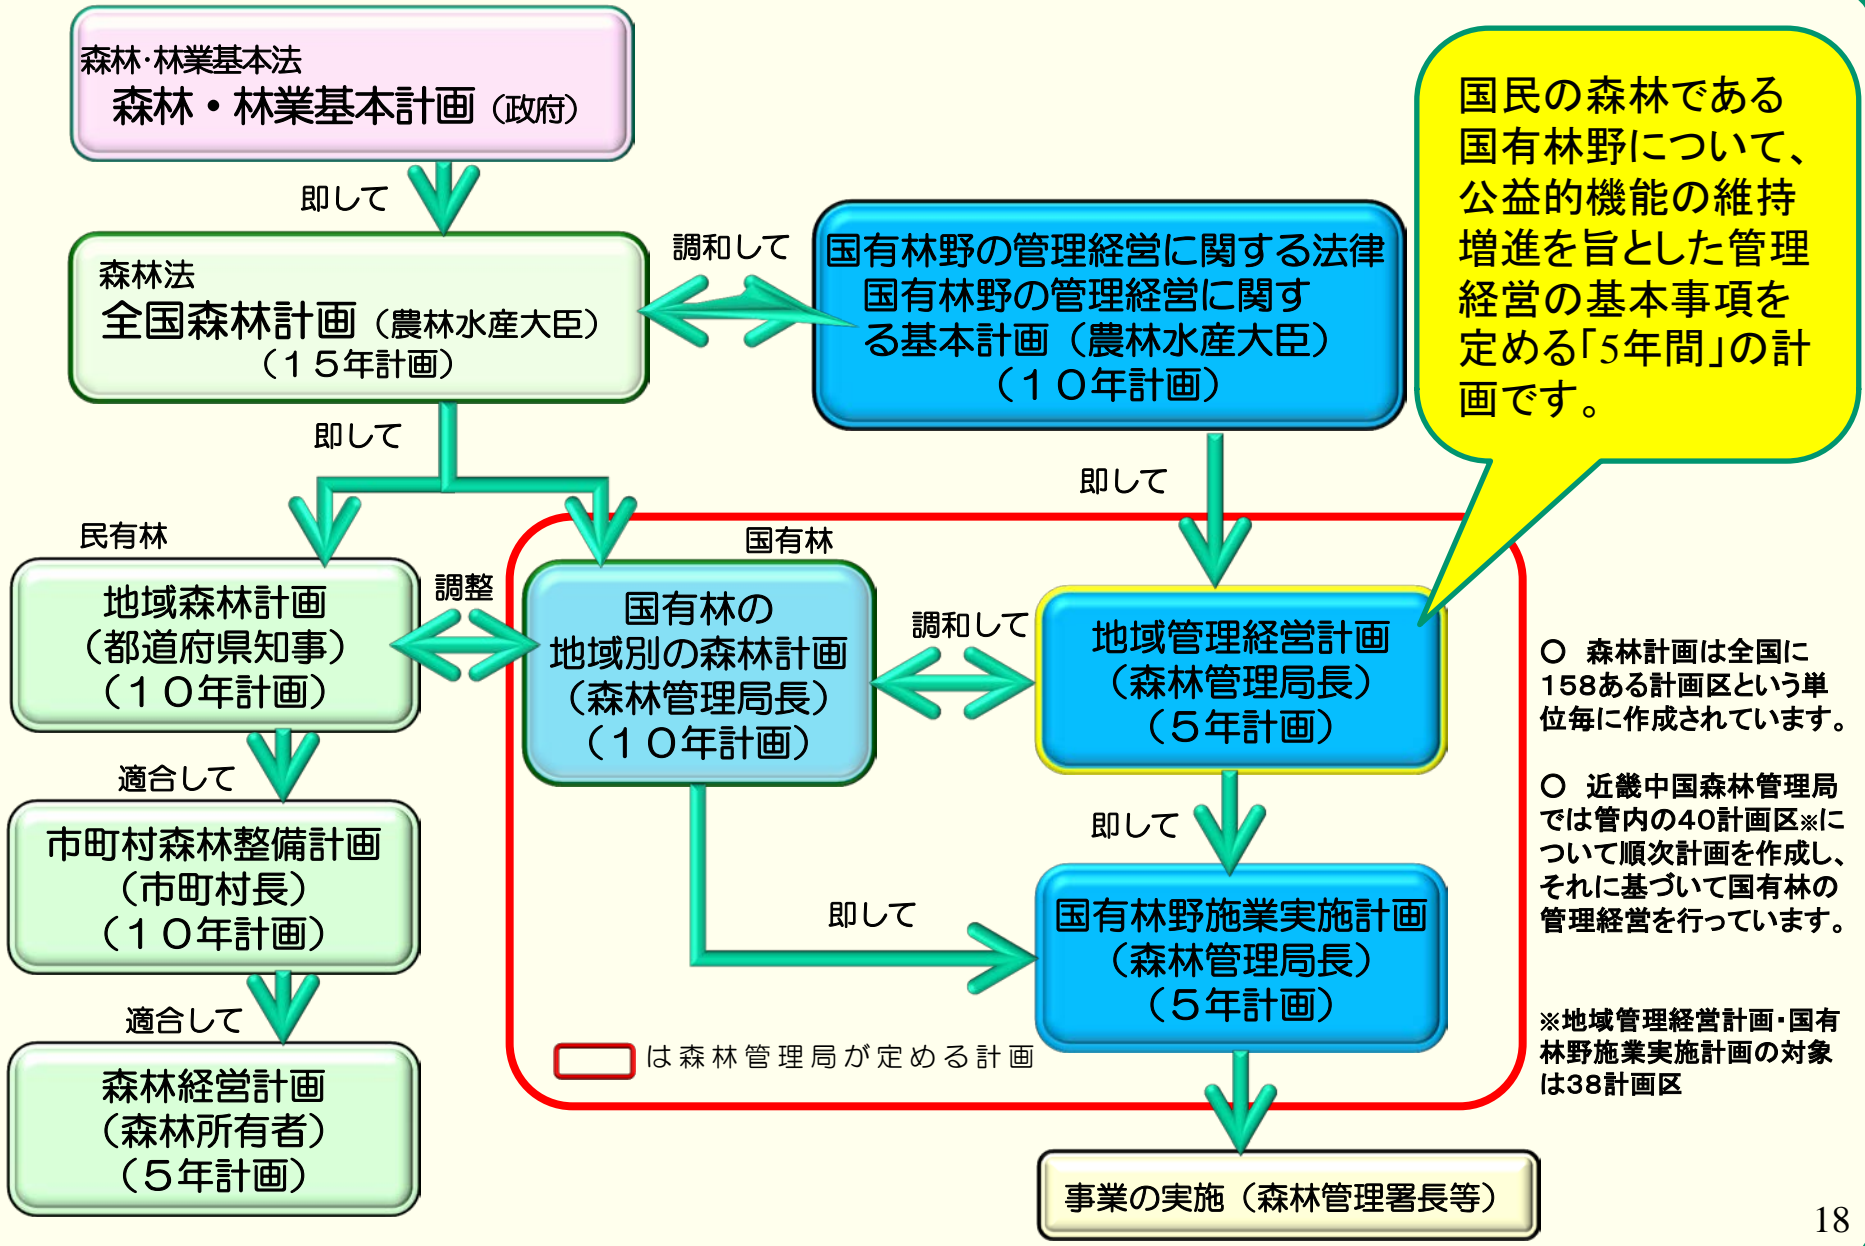 森林・林業基本法
森林・林業基本計画（政府）
即して
森林法
全国森林計画（農林水産大臣）
（１５年計画）
調和して
国有林野の管理経営に関する法律
国有林野の管理経営に関す
る基本計画（農林水産大臣）
（１０年計画）
国民の森林である
国有林野について、
公益的機能の維持
増進を旨とした管理
経営の基本事項を
定める「5年間」の計
画です。
即して
即して
民有林
国有林
地域森林計画
（都道府県知事）
（１０年計画）
調整
国有林の
地域別の森林計画
（森林管理局長）
（１０年計画）
調和して
地域管理経営計画
（森林管理局長）
（５年計画）
適合して
市町村森林整備計画
（市町村長）
（１０年計画）
即して
即して
国有林野施業実施計画
（森林管理局長）
（５年計画）
適合して
森林経営計画
（森林所有者）
（５年計画）
は森林管理局が定める計画
事業の実施（森林管理署長等）
○ 森林計画は全国に
158ある計画区という単
位毎に作成されています。
○ 近畿中国森林管理局
では管内の40計画区※に
ついて順次計画を作成し、
それに基づいて国有林の
管理経営を行っています。
※地域管理経営計画・国有
林野施業実施計画の対象
は38計画区
18